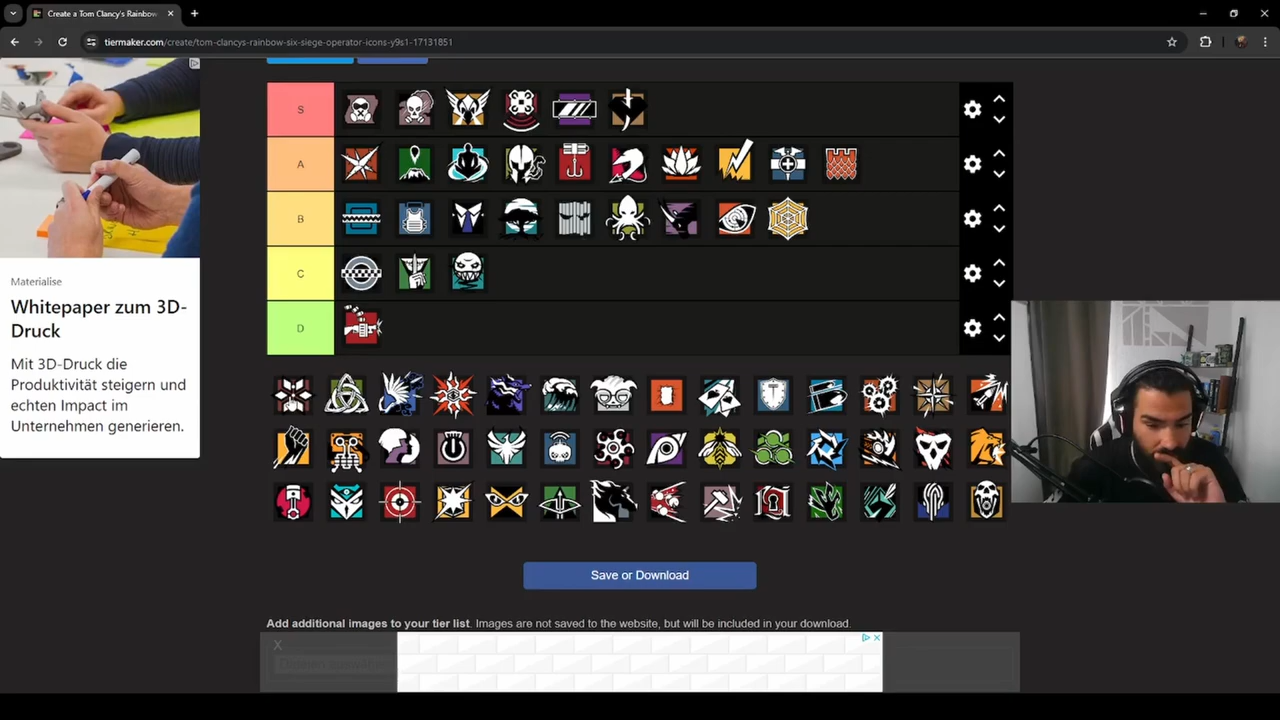 Create a Tom Clancy's Rainbow
tiermaker.com/create/tom-clancys-rainbow-six-siege-operator-icons-y9s1-17131851
S
A
B
C
D
Materialise
Whitepaper zum 3D-
Druck
Mit 3D-Druck die
Produktivität steigern und
echten Impact im
Unternehmen generieren.
Save or Download
Add additional images to your tier list. Images are not saved to the website, but will be included in your download.
X